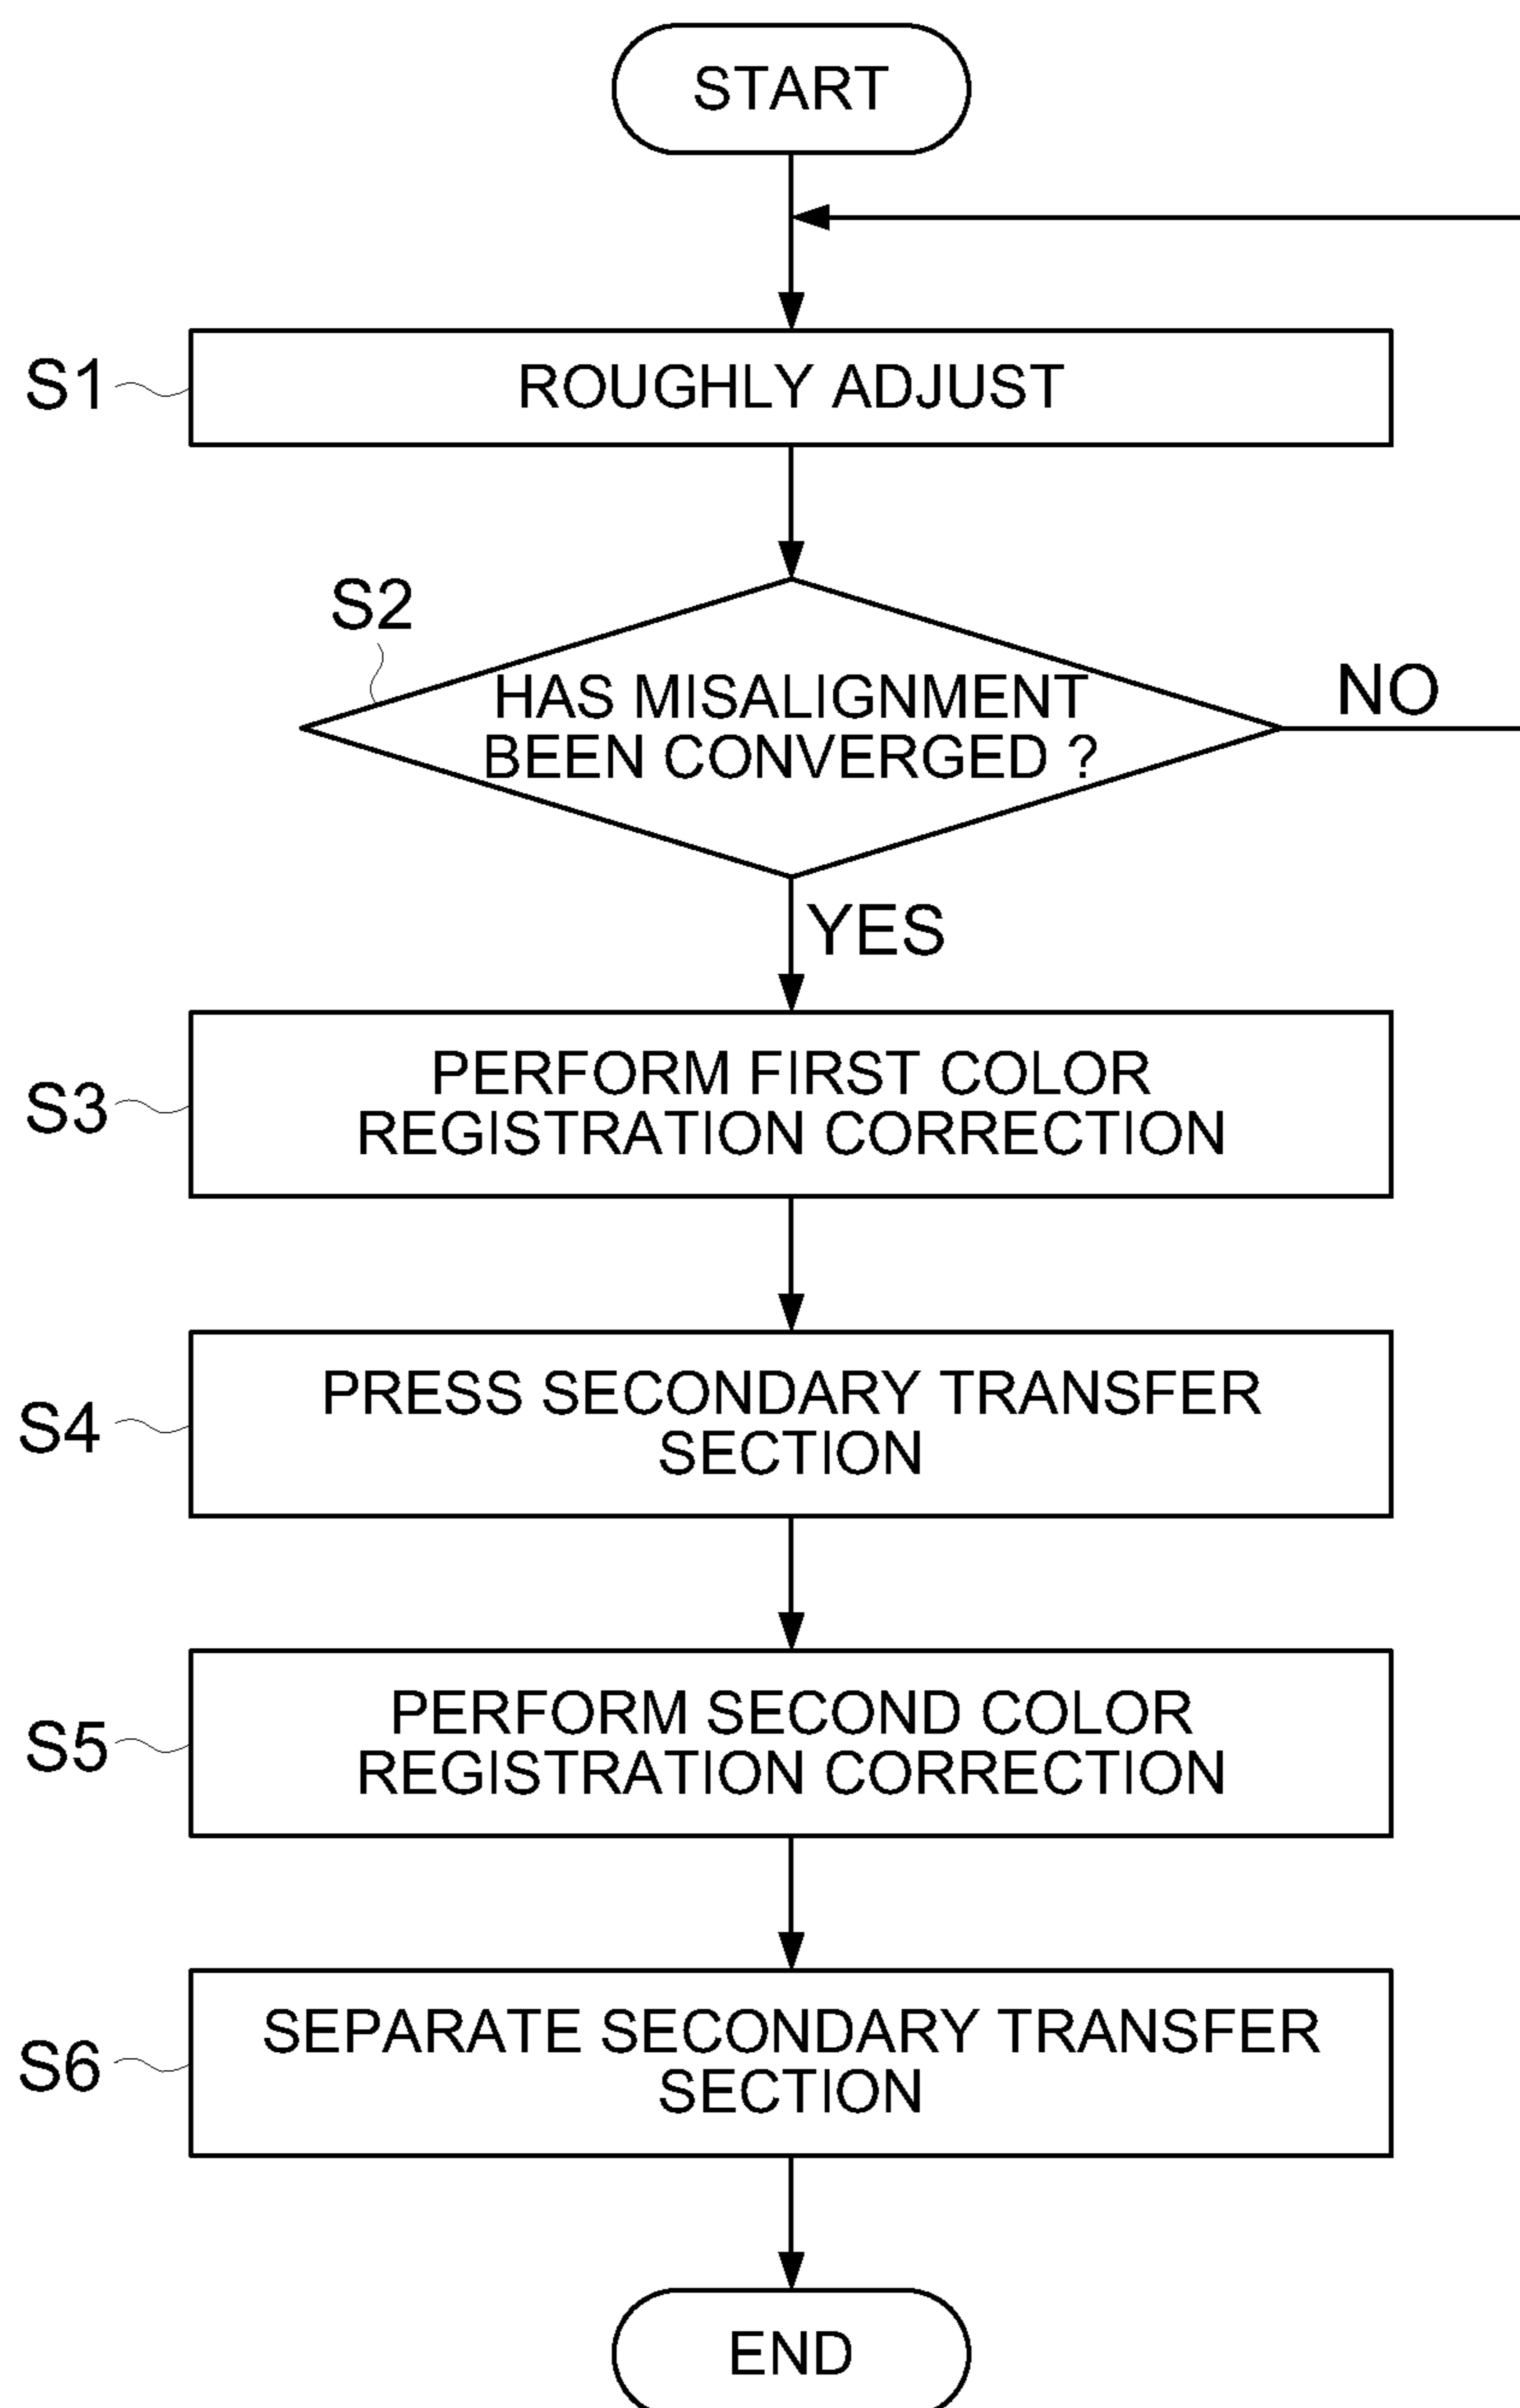 START
S1
ROUGHLY ADJUST
S2
HAS MISALIGNMENT
BEEN CONVERGED ?
NO
YES
S3
PERFORM FIRST COLOR
REGISTRATION CORRECTION
S4
PRESS SECONDARY TRANSFER
SECTION
S5
PERFORM SECOND COLOR
REGISTRATION CORRECTION
S6
SEPARATE SECONDARY TRANSFER
SECTION
END